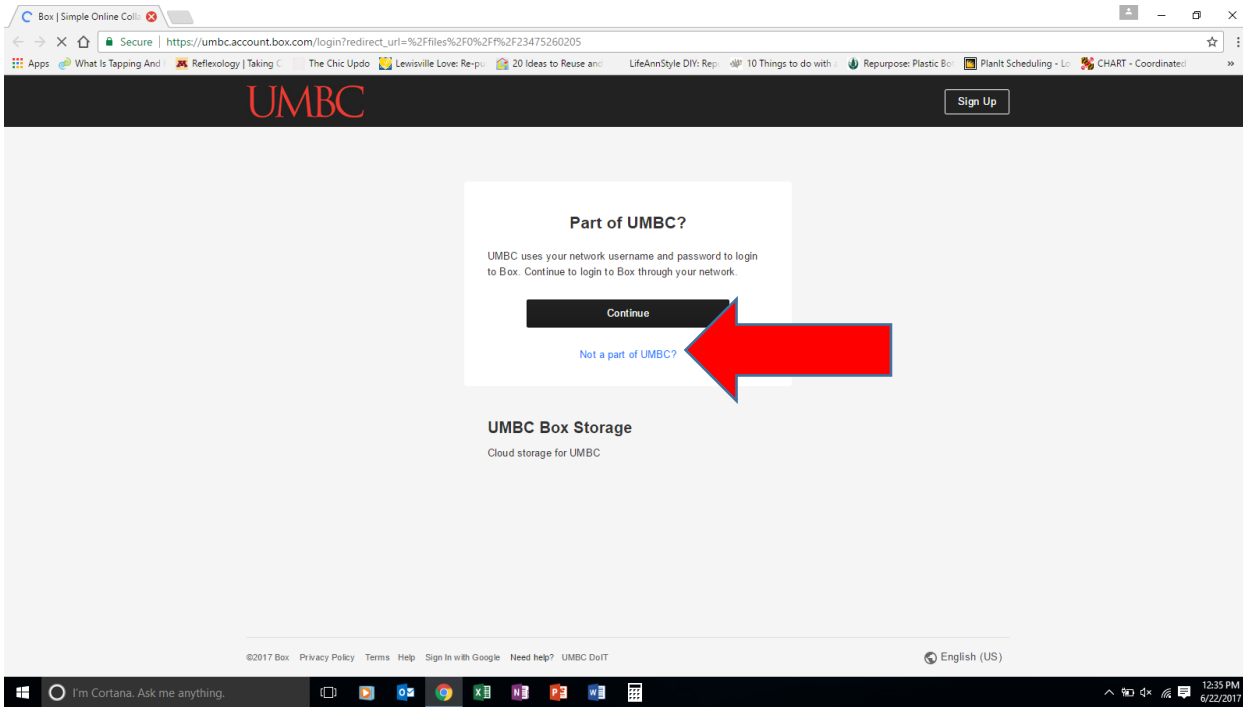 Box | Simple Online Colla
Secure | https://umbc.account.box.com/login?redirect_url=%2Ffiles%2F0%2Ff%2F23475260205
Apps What Is Tapping And Reflexology | Taking C The Chic Updo Lewisville Love: Re-pu 20 Ideas to Reuse and LifeAnnStyle DIY: Rep 10 Things to do with Repurpose: Plastic Bot PlanIt Scheduling - Lo CHART - Coordinated »
UMBC
Sign Up
Part of UMBC?
UMBC uses your network username and password to login
to Box. Continue to login to Box through your network.
Continue
Not a part of UMBC?
UMBC Box Storage
Cloud storage for UMBC
©2017 Box Privacy Policy Terms Help Sign In with Google Need help? UMBC DoIT English (US)
I'm Cortana. Ask me anything.
12:35 PM
6/22/2017